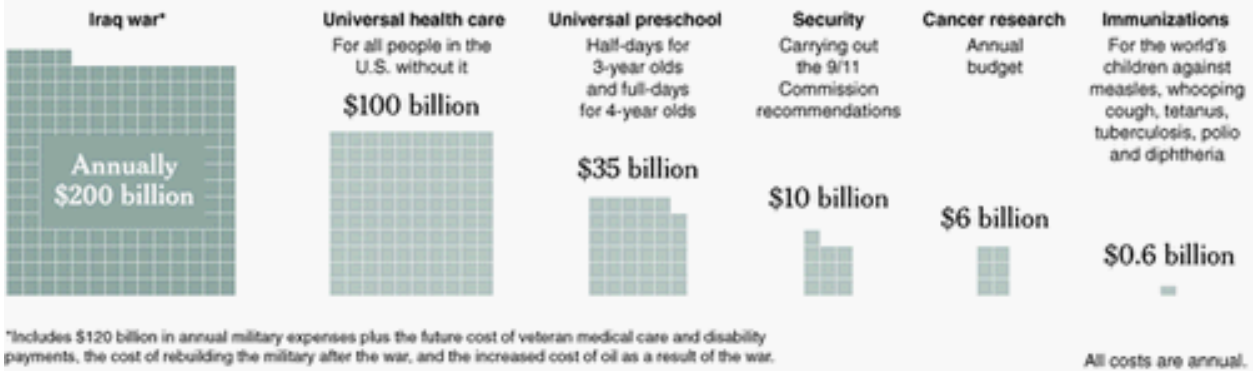 Iraq war*
Annually
$200 billion
Universal health care
For all people in the
U.S. without it
$100 billion
Universal preschool
Half-days for
3-year olds
and full-days
for 4-year olds
$35 billion
Security
Carrying out
the 9/11
Commission
recommendations
$10 billion
Cancer research
Annual
budget
$6 billion
Immunizations
For the world's
children against
measles, whooping
cough, tetanus,
tuberculosis, polio
and diphtheria
$0.6 billion
*Includes $120 billion in annual military expenses plus the future cost of veteran medical care and disability
payments, the cost of rebuilding the military after the war, and the increased cost of oil as a result of the war.
All costs are annual.